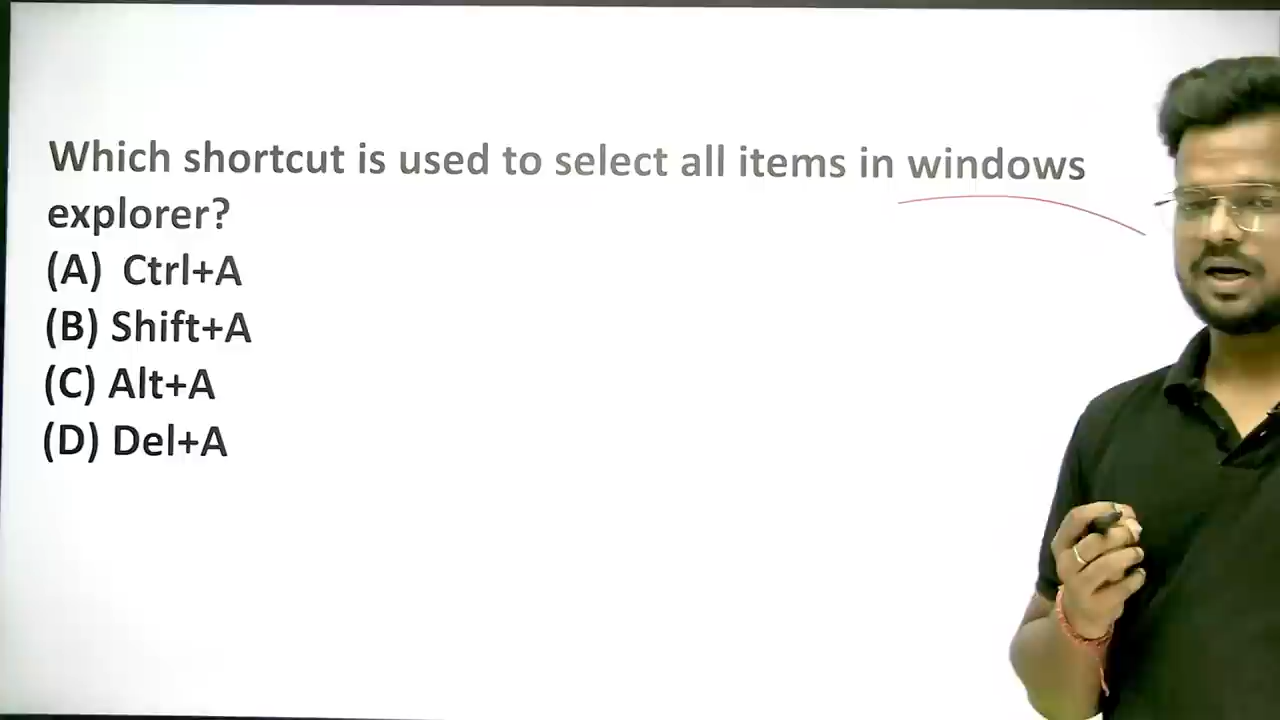 Which shortcut is used to select all items in windows
explorer?
(A) Ctrl+A
(B) Shift+A
(C) Alt+A
(D) Del+A